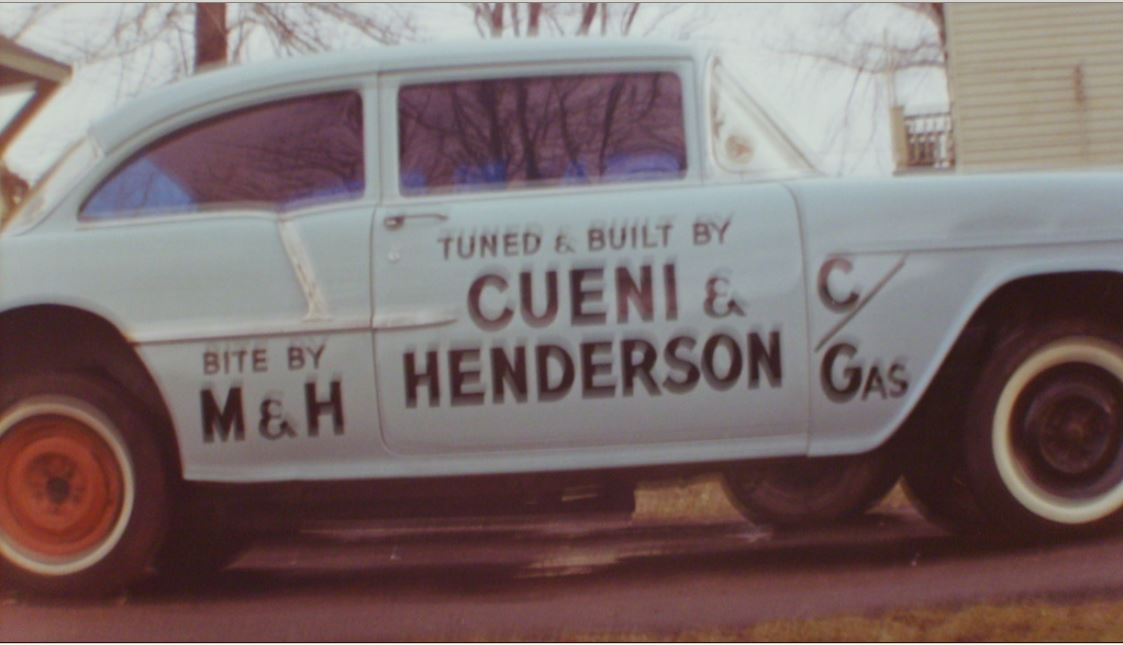 TUNED & BUILT BY
CUENI &
HENDERSON
BITE BY
M & H
C/
GAS